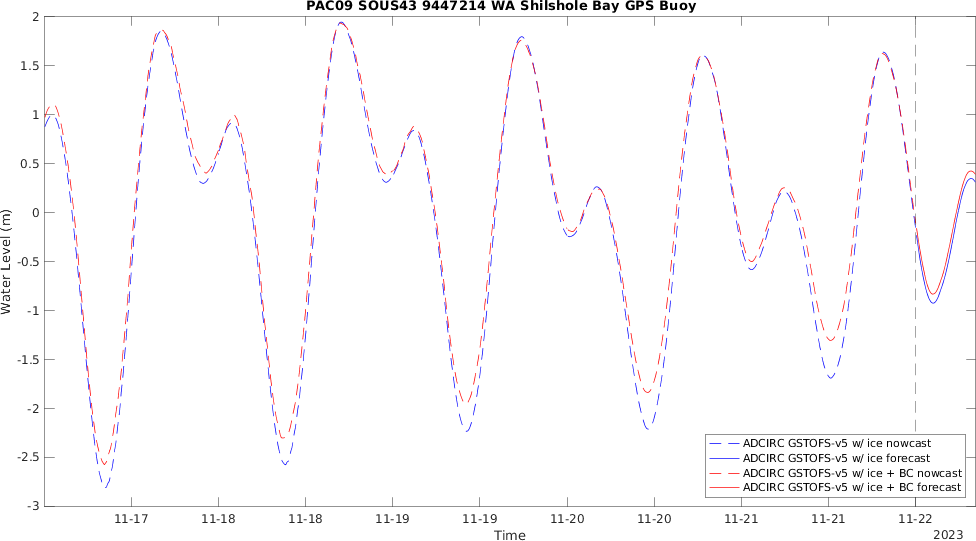 PAC09 SOUS43 9447214 WA Shilshole Bay GPS Buoy
2
1.5
1
0.5
0
-0.5
-1
-1.5
-2
-2.5
-3
Water Level (m)
ADCIRC GSTOFS-v5 w/ ice nowcast
ADCIRC GSTOFS-v5 w/ ice forecast
ADCIRC GSTOFS-v5 w/ ice + BC nowcast
ADCIRC GSTOFS-v5 w/ ice + BC forecast
11-17 11-18 11-18 11-19 11-19 11-20 11-20 11-21 11-21 11-22
Time
2023